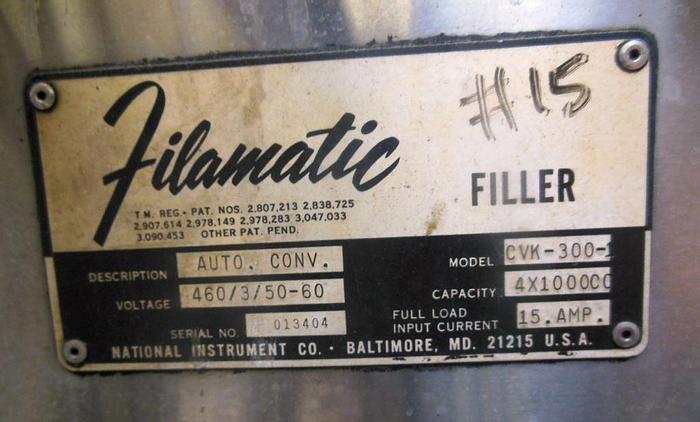 #15
Filamatic
FILLER
T.M. REG. • PAT. NOS. 2.807,213 2,838,725
2,907,614 2,978,149 2,978,283 3,047,033
3,090,453 OTHER PAT. PEND.
DESCRIPTION AUTO. CONV.
VOLTAGE 460/3/50-60
SERIAL NO. 013404
MODEL CVK-300-1
CAPACITY 4X1000CC
FULL LOAD
INPUT CURRENT 15.AMP.
NATIONAL INSTRUMENT CO. • BALTIMORE, MD. 21215 U.S.A.